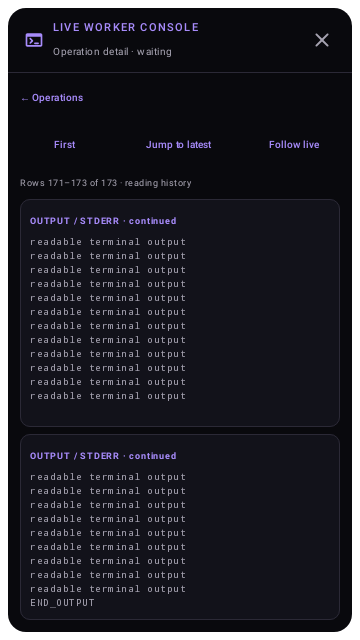 LIVE WORKER CONSOLE
Operation detail · waiting
← Operations
First Jump to latest Follow live
Rows 171–173 of 173 · reading history
OUTPUT / STDERR · continued
readable terminal output
readable terminal output
readable terminal output
readable terminal output
readable terminal output
readable terminal output
readable terminal output
readable terminal output
readable terminal output
readable terminal output
readable terminal output
readable terminal output
OUTPUT / STDERR · continued
readable terminal output
readable terminal output
readable terminal output
readable terminal output
readable terminal output
readable terminal output
readable terminal output
readable terminal output
readable terminal output
END_OUTPUT